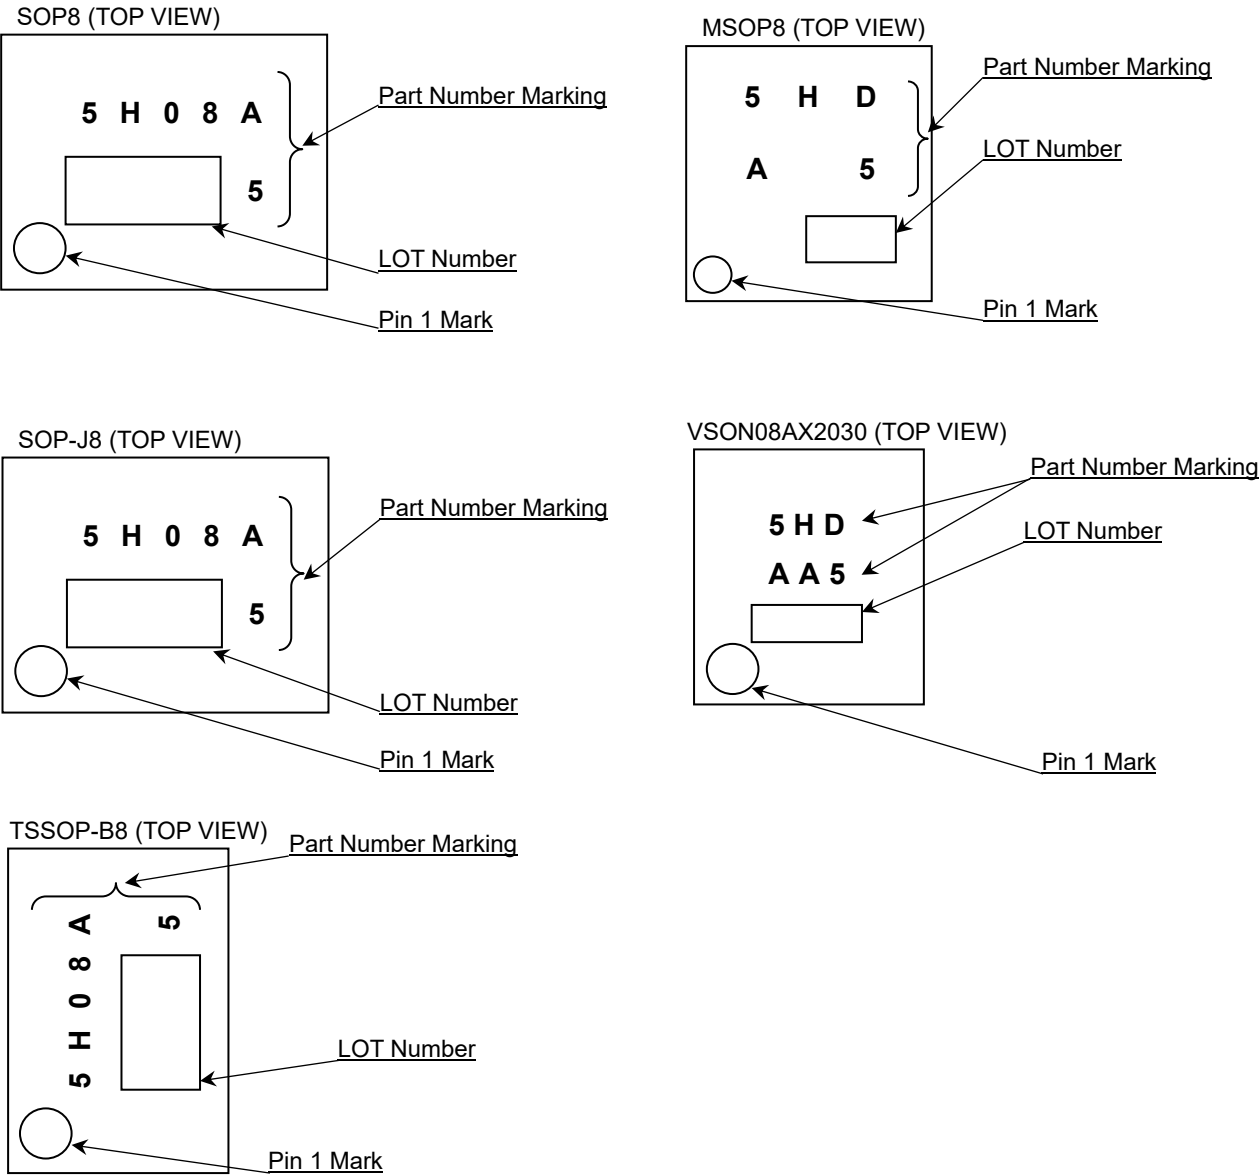 SOP8 (TOP VIEW)
5 H 0 8 A
5
Part Number Marking
LOT Number
Pin 1 Mark
MSOP8 (TOP VIEW)
5 H D
A 5
Part Number Marking
LOT Number
Pin 1 Mark
SOP-J8 (TOP VIEW)
5 H 0 8 A
5
Part Number Marking
LOT Number
Pin 1 Mark
VSON08AX2030 (TOP VIEW)
5 H D
A A 5
Part Number Marking
LOT Number
Pin 1 Mark
TSSOP-B8 (TOP VIEW)
5 H 0 8 A
5
Part Number Marking
LOT Number
Pin 1 Mark